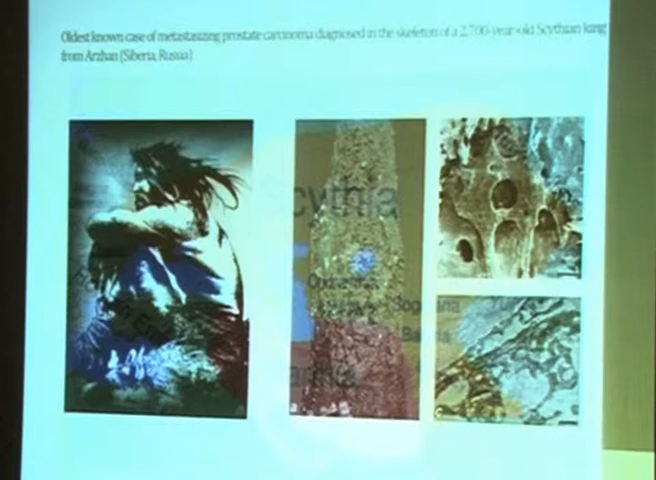 Oldest known case of metastasizing prostate carcinoma diagnosed in the skeleton of a 2,700-year-old Scythian king
from Arzhan (Siberia, Russia)
cythia